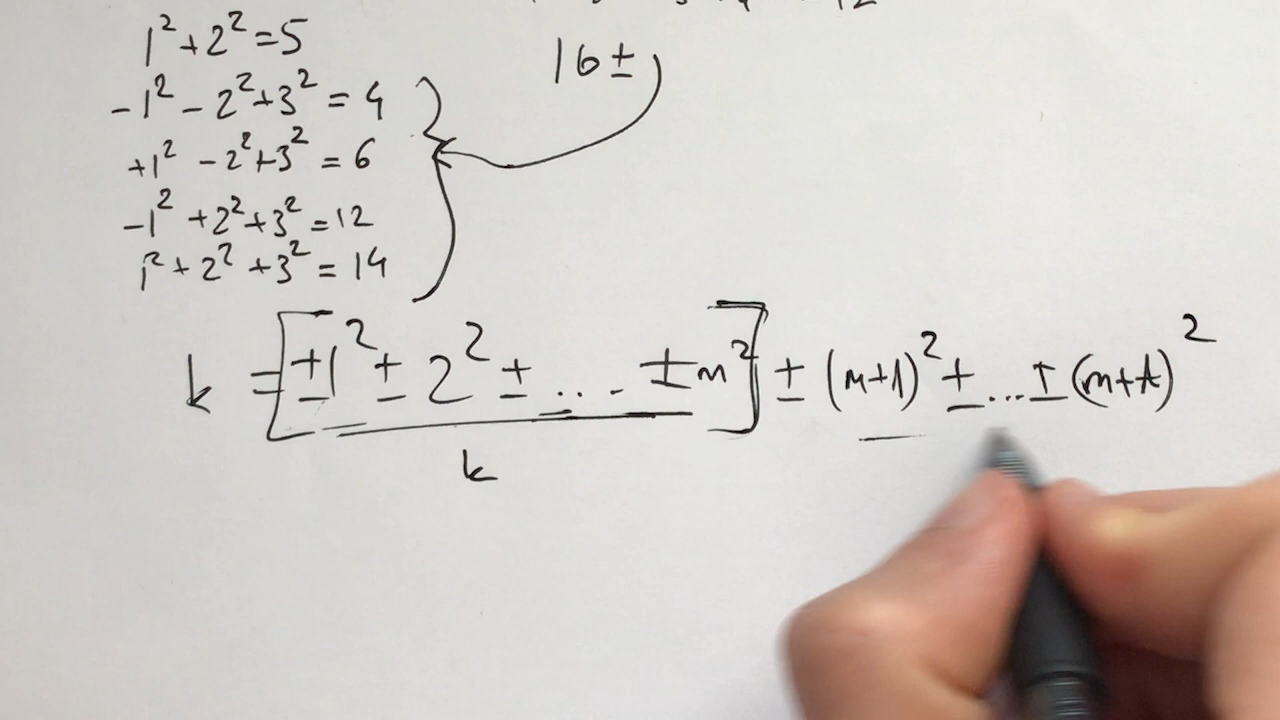 12
1² + 2² = 5
16 ±
- 1² - 2² + 3² = 4
+ 1² - 2² + 3² = 6
- 1² + 2² + 3² = 12
1² + 2² + 3² = 14
k = [± 1² ± 2² ± ... ± m²] ± (m+1)² ± ... ± (m+t)²
k